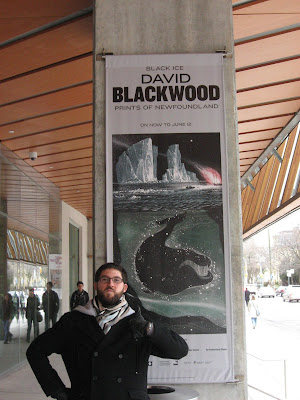 BLACK ICE
DAVID
BLACKWOOD
PRINTS OF NEWFOUNDLAND
ON NOW TO JUNE 12